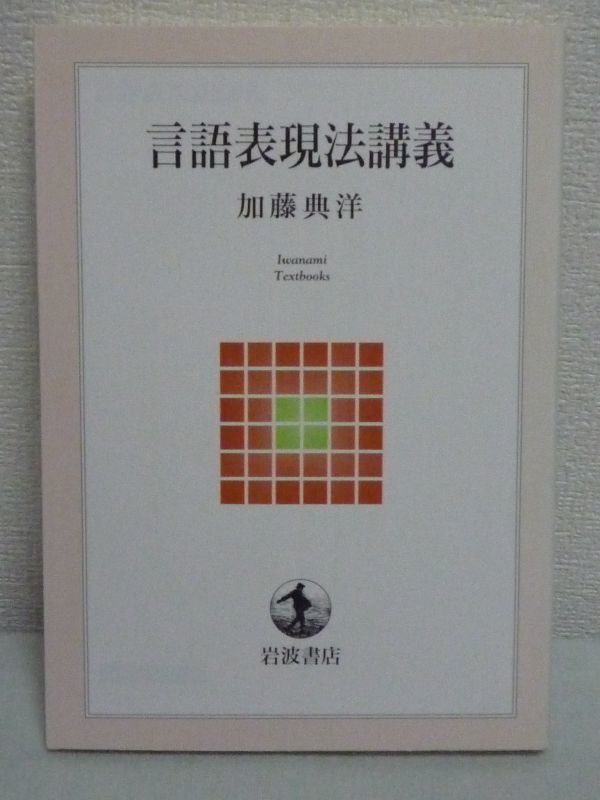 言語表現法講義
加藤典洋
Iwanami
Textbooks
岩波書店